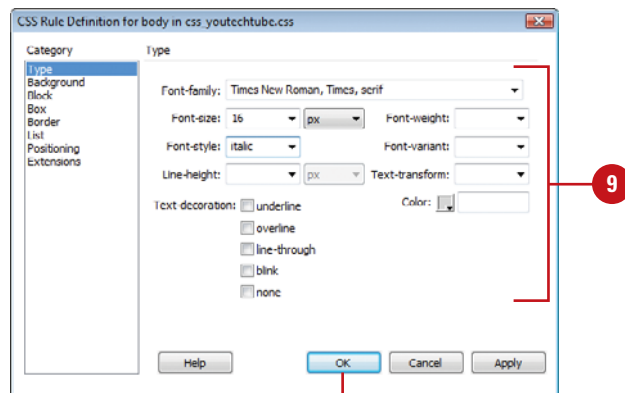 CSS Rule Definition for body in css_youtechtube.css
Category
Type
Type
Background
Block
Box
Border
List
Positioning
Extensions
Font-family: Times New Roman, Times, serif
Font-size: 16 px Font-weight:
Font-style: italic Font-variant:
Line-height: px Text-transform:
Text-decoration: underline Color:
overline
line-through
blink
none
9
Help OK Cancel Apply